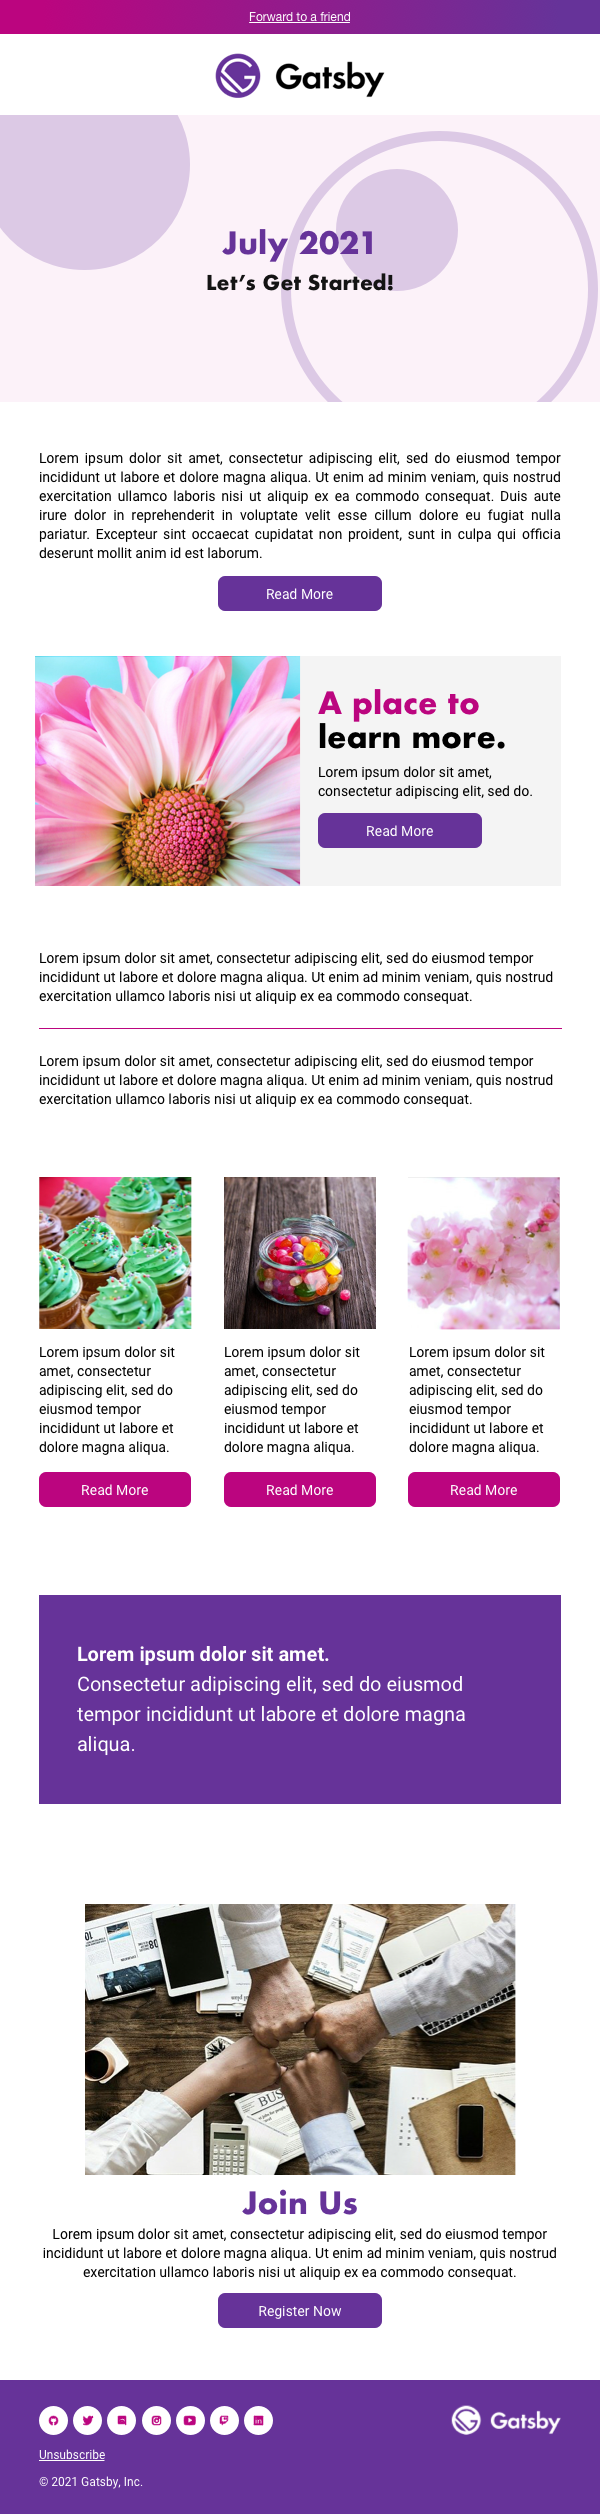 Forward to a friend
Gatsby
July 2021
Let's Get Started!
Lorem ipsum dolor sit amet, consectetur adipiscing elit, sed do eiusmod tempor
incididunt ut labore et dolore magna aliqua. Ut enim ad minim veniam, quis nostrud
exercitation ullamco laboris nisi ut aliquip ex ea commodo consequat. Duis aute
irure dolor in reprehenderit in voluptate velit esse cillum dolore eu fugiat nulla
pariatur. Excepteur sint occaecat cupidatat non proident, sunt in culpa qui officia
deserunt mollit anim id est laborum.
Read More
A place to
learn more.
Lorem ipsum dolor sit amet,
consectetur adipiscing elit, sed do.
Read More
Lorem ipsum dolor sit amet, consectetur adipiscing elit, sed do eiusmod tempor
incididunt ut labore et dolore magna aliqua. Ut enim ad minim veniam, quis nostrud
exercitation ullamco laboris nisi ut aliquip ex ea commodo consequat.
Lorem ipsum dolor sit amet, consectetur adipiscing elit, sed do eiusmod tempor
incididunt ut labore et dolore magna aliqua. Ut enim ad minim veniam, quis nostrud
exercitation ullamco laboris nisi ut aliquip ex ea commodo consequat.
Lorem ipsum dolor sit
amet, consectetur
adipiscing elit, sed do
eiusmod tempor
incididunt ut labore et
dolore magna aliqua.
Read More
Lorem ipsum dolor sit
amet, consectetur
adipiscing elit, sed do
eiusmod tempor
incididunt ut labore et
dolore magna aliqua.
Read More
Lorem ipsum dolor sit
amet, consectetur
adipiscing elit, sed do
eiusmod tempor
incididunt ut labore et
dolore magna aliqua.
Read More
Lorem ipsum dolor sit amet.
Consectetur adipiscing elit, sed do eiusmod
tempor incididunt ut labore et dolore magna
aliqua.
BUS
Join Us
Lorem ipsum dolor sit amet, consectetur adipiscing elit, sed do eiusmod tempor
incididunt ut labore et dolore magna aliqua. Ut enim ad minim veniam, quis nostrud
exercitation ullamco laboris nisi ut aliquip ex ea commodo consequat.
Register Now
Gatsby
Unsubscribe
© 2021 Gatsby, Inc.